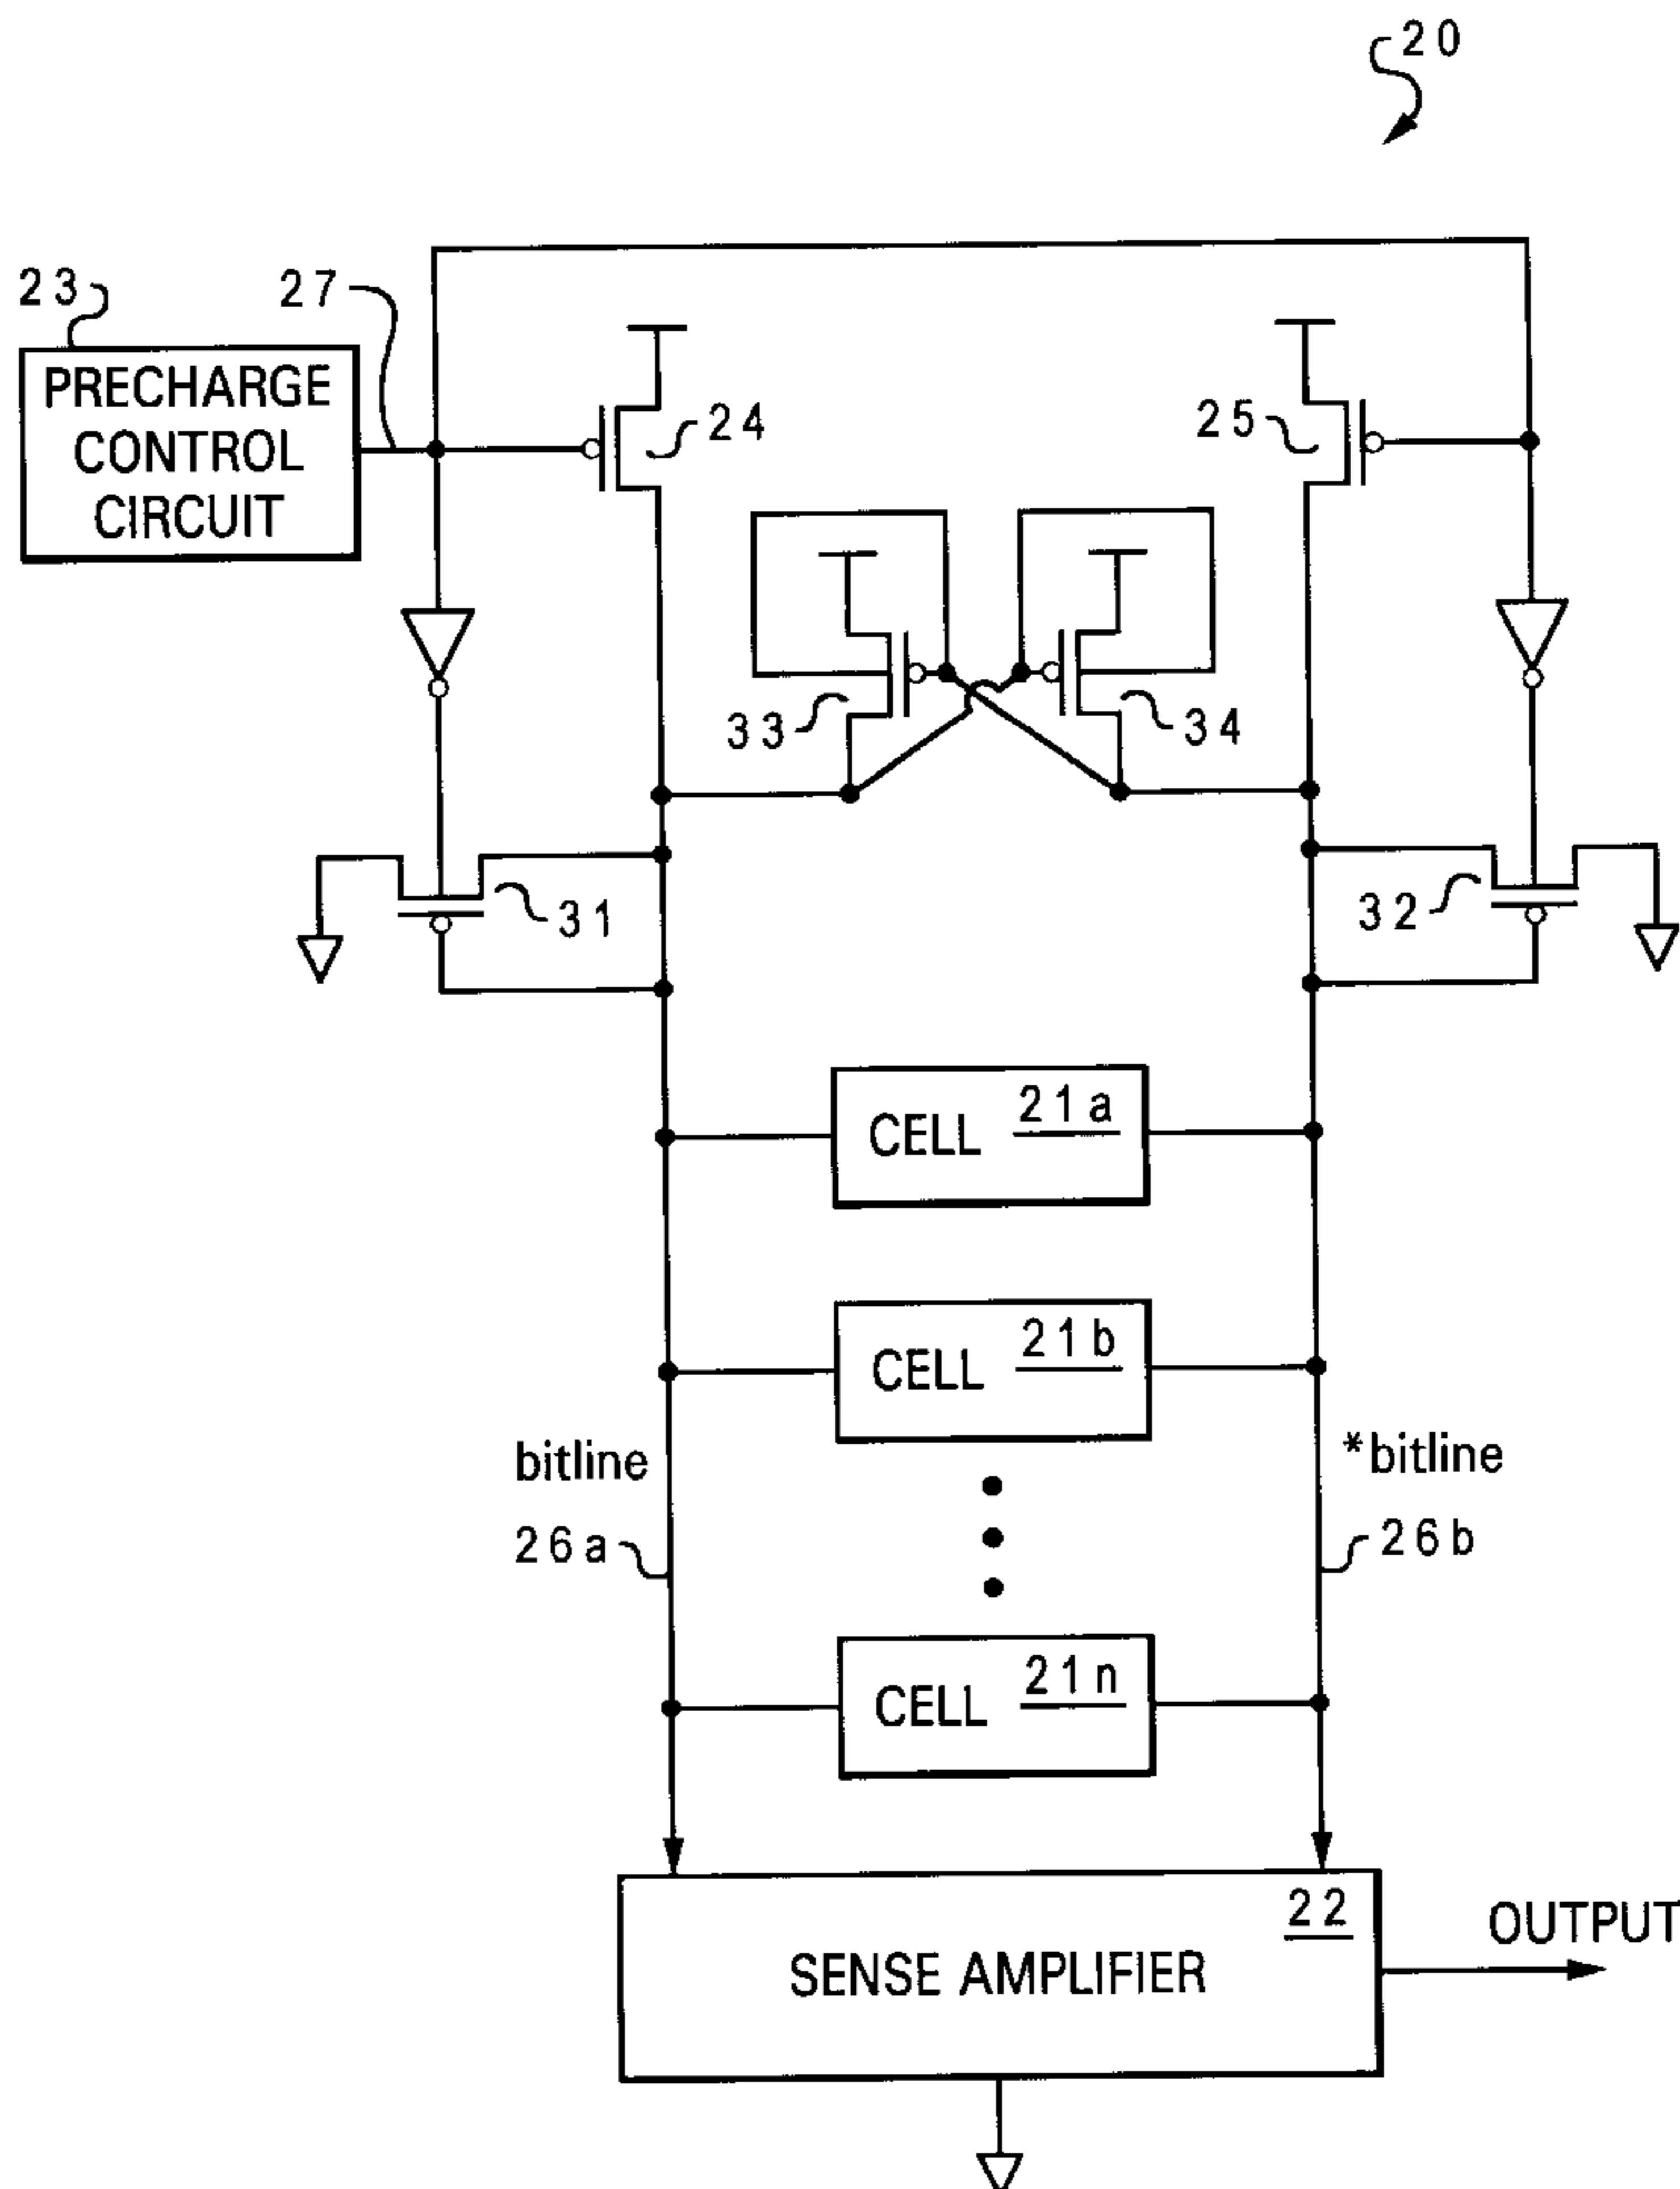 20
23
27
PRECHARGE
CONTROL
CIRCUIT
24
25
33
34
31
32
CELL 21a
CELL 21b
bitline
*bitline
26a
26b
CELL 21n
22
SENSE AMPLIFIER
OUTPUT